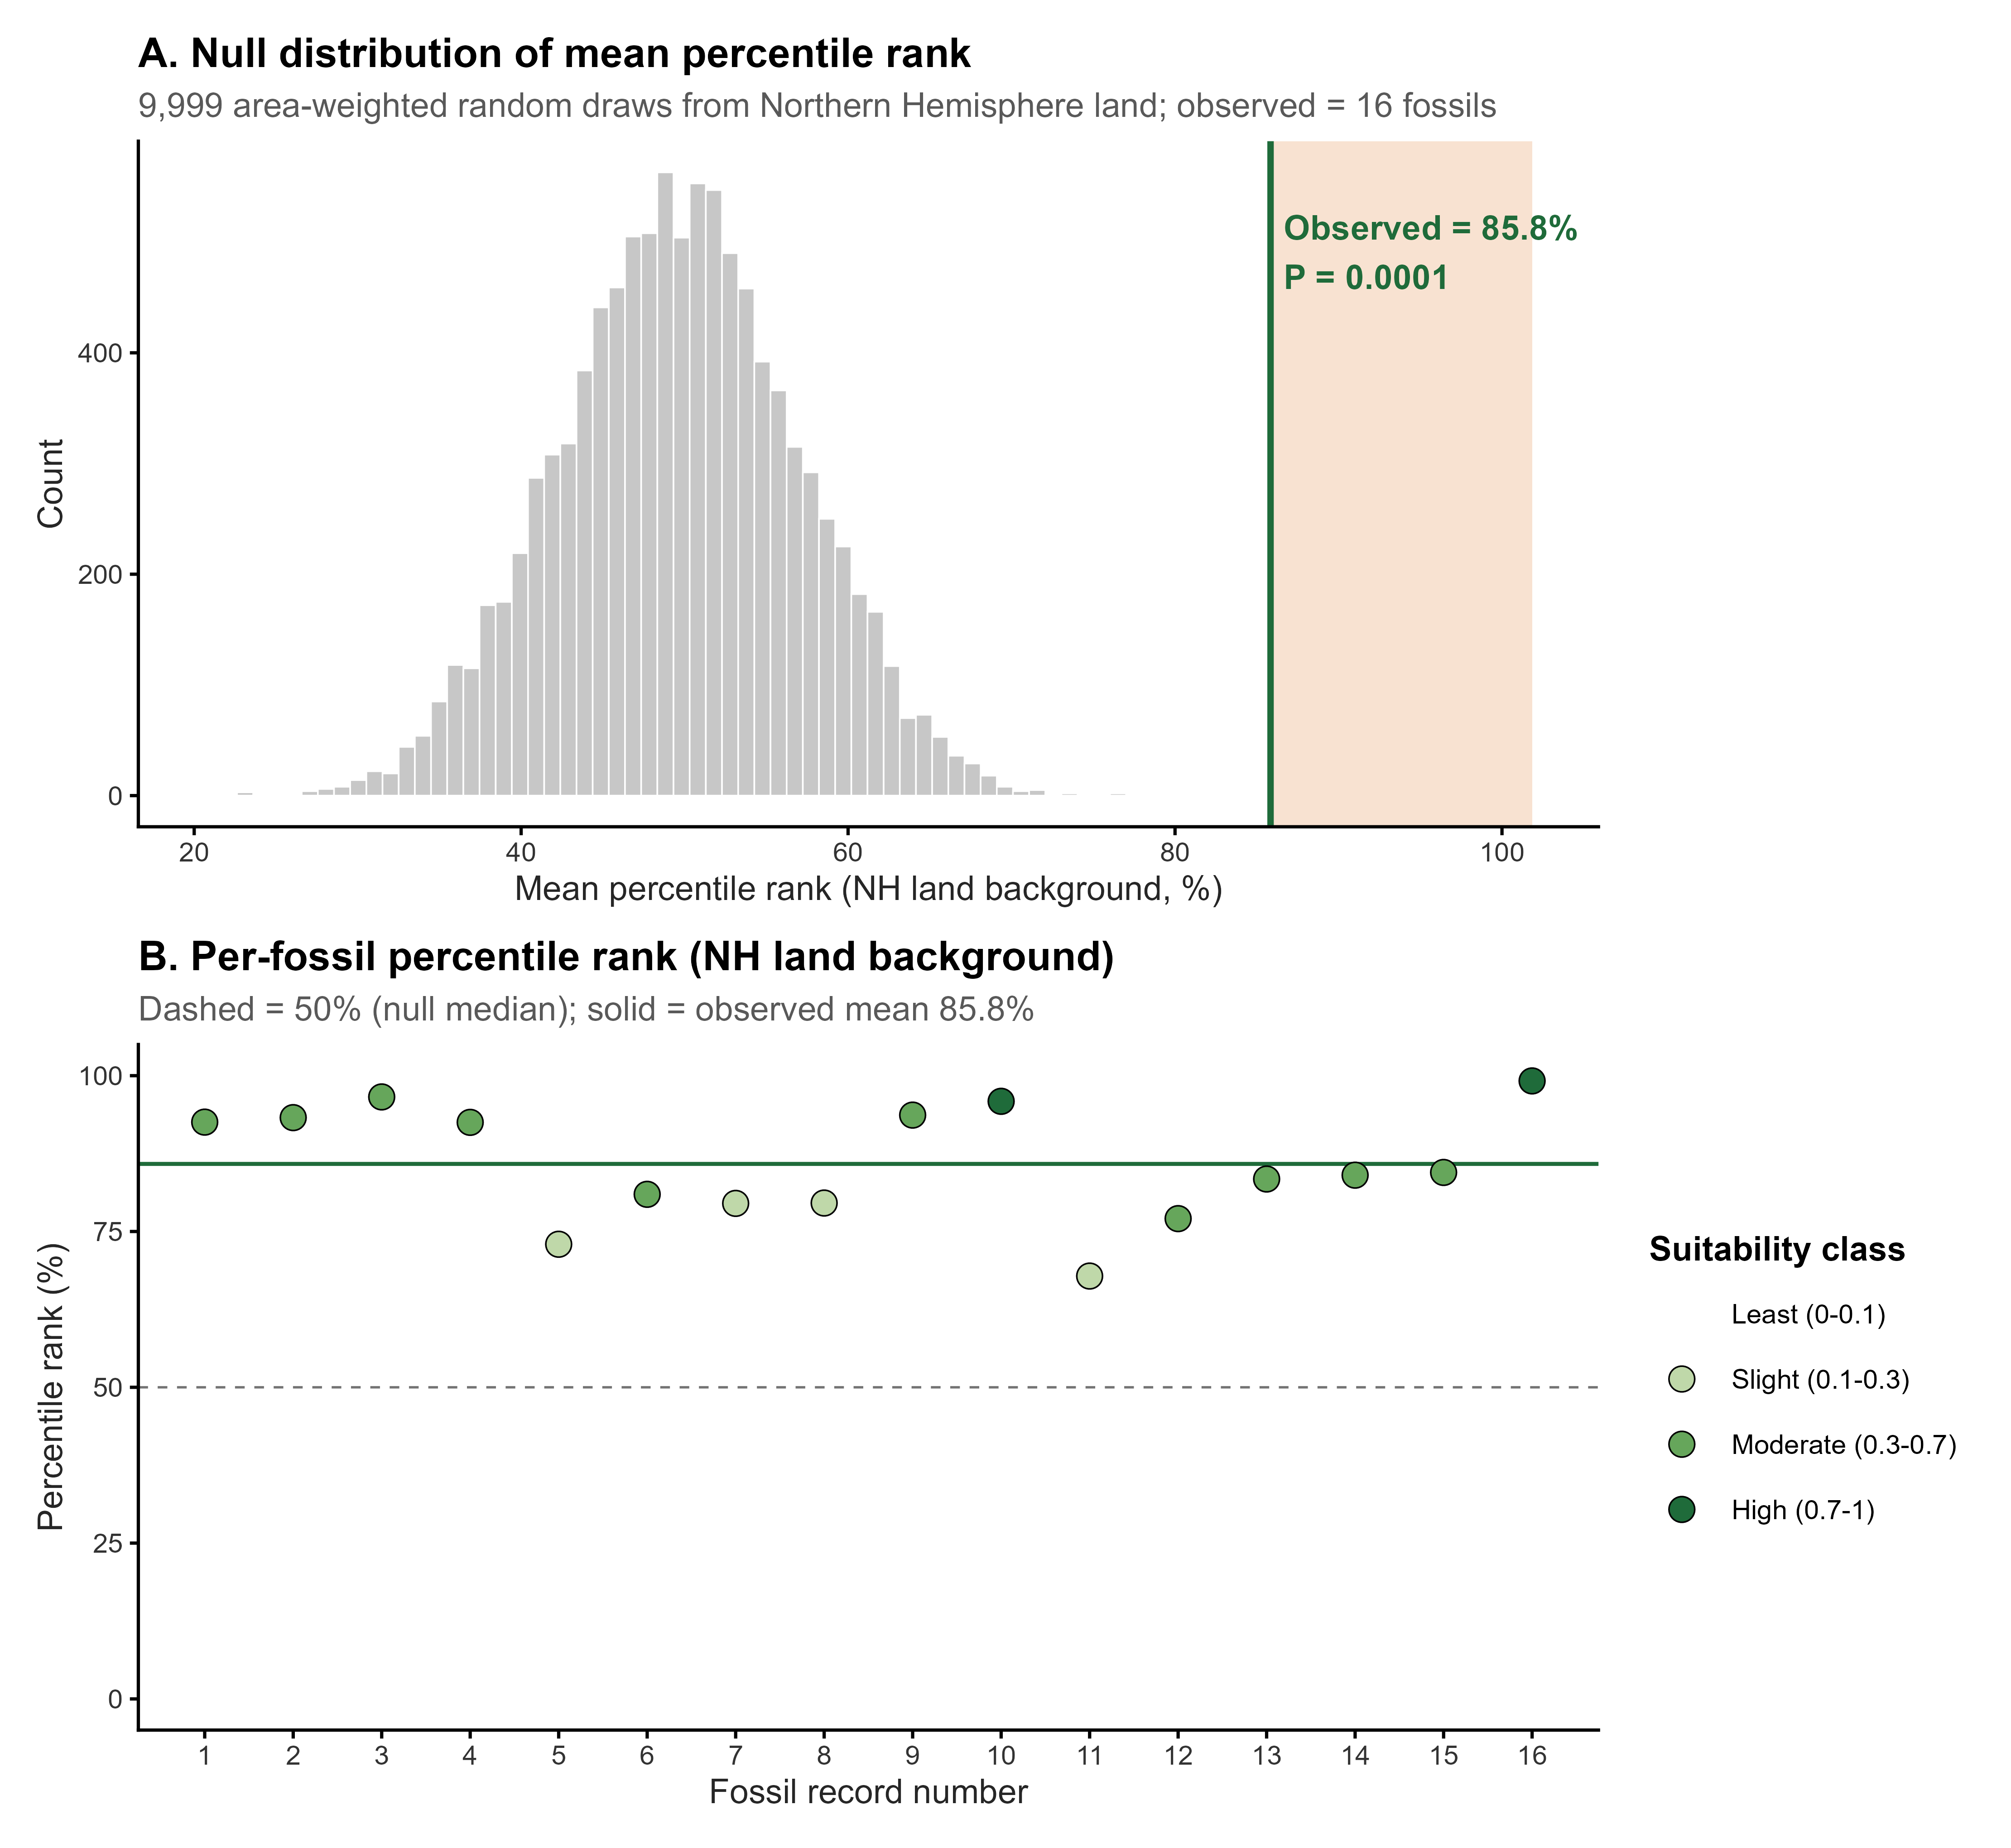 A. Null distribution of mean percentile rank
9,999 area-weighted random draws from Northern Hemisphere land; observed = 16 fossils
Observed = 85.8%
P = 0.0001
Count
400
200
0
20 40 60 80 100
Mean percentile rank (NH land background, %)
B. Per-fossil percentile rank (NH land background)
Dashed = 50% (null median); solid = observed mean 85.8%
Percentile rank (%)
100
75
50
25
0
1 2 3 4 5 6 7 8 9 10 11 12 13 14 15 16
Fossil record number
Suitability class
Least (0-0.1)
Slight (0.1-0.3)
Moderate (0.3-0.7)
High (0.7-1)